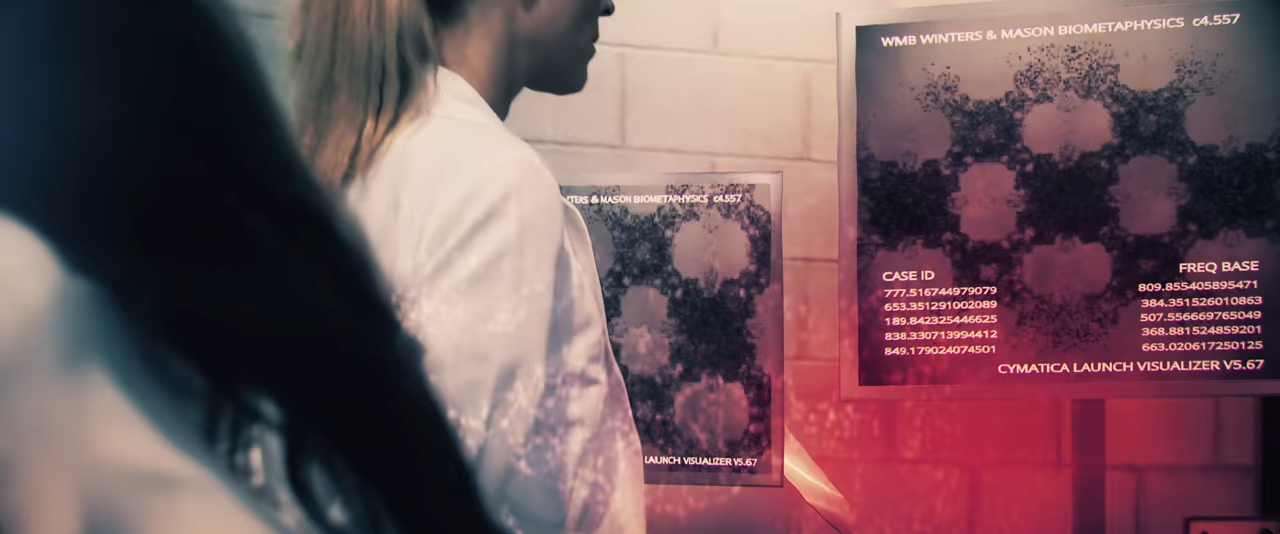 WMB WINTERS & MASON BIOMETAPHYSICS c4.557
CASE ID
777.516744979079
653.351291002089
189.842325446625
838.330713994412
849.179024074501
FREQ BASE
809.855405895471
384.351526010863
507.556669765049
368.881524859201
663.020617250125
CYMATICA LAUNCH VISUALIZER V5.67
& MASON BIOMETAPHYSICS c4.557
LAUNCH VISUALIZER V5.67